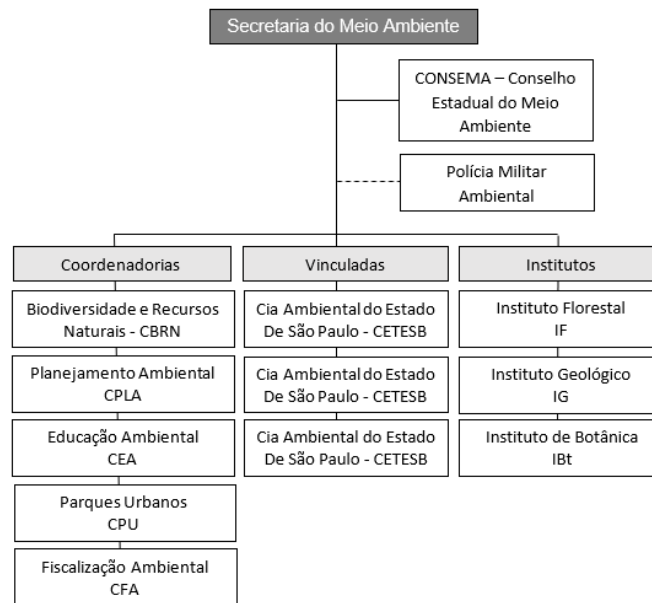 Secretaria do Meio Ambiente
CONSEMA – Conselho
Estadual do Meio
Ambiente
Polícia Militar
Ambiental
Coordenadorias
Biodiversidade e Recursos
Naturais - CBRN
Planejamento Ambiental
CPLA
Educação Ambiental
CEA
Parques Urbanos
CPU
Fiscalização Ambiental
CFA
Vinculadas
Cia Ambiental do Estado
De São Paulo - CETESB
Cia Ambiental do Estado
De São Paulo - CETESB
Cia Ambiental do Estado
De São Paulo - CETESB
Institutos
Instituto Florestal
IF
Instituto Geológico
IG
Instituto de Botânica
IBt